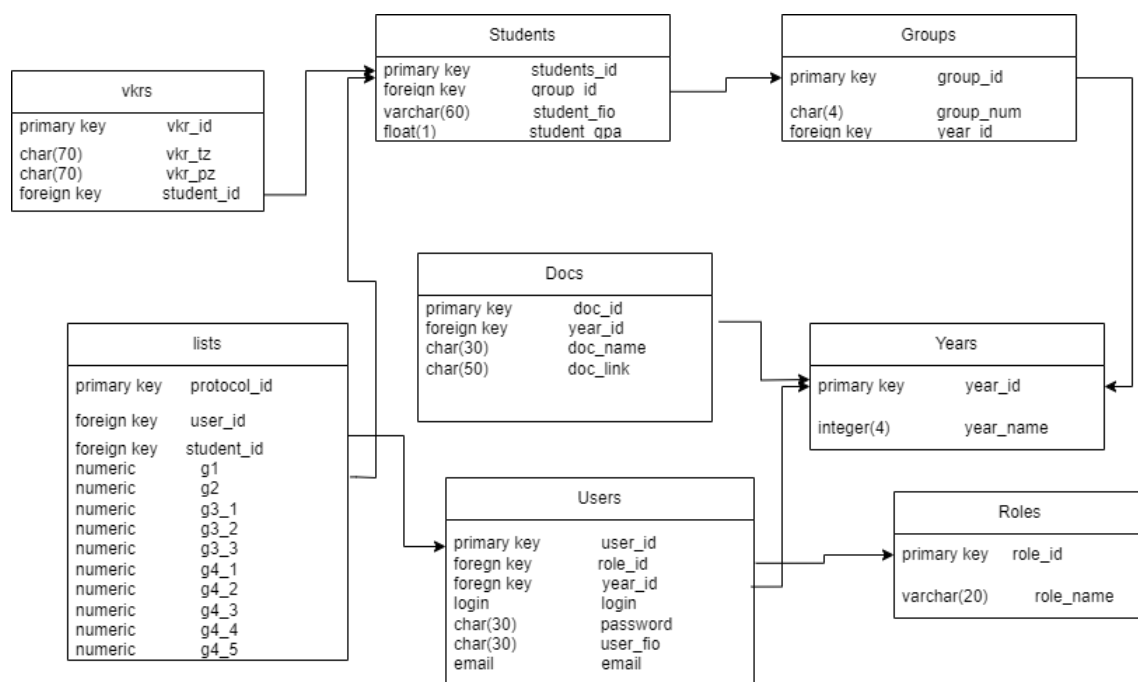 Students
primary key students_id
foreign key group_id
varchar(60) student_fio
float(1) student_gpa
Groups
primary key group_id
char(4) group_num
foreign key year_id
vkrs
primary key vkr_id
char(70) vkr_tz
char(70) vkr_pz
foreign key student_id
Docs
primary key doc_id
foreign key year_id
char(30) doc_name
char(50) doc_link
lists
primary key protocol_id
foreign key user_id
foreign key student_id
numeric g1
numeric g2
numeric g3_1
numeric g3_2
numeric g3_3
numeric g4_1
numeric g4_2
numeric g4_3
numeric g4_4
numeric g4_5
Years
primary key year_id
integer(4) year_name
Users
primary key user_id
foregn key role_id
foregn key year_id
login login
char(30) password
char(30) user_fio
email email
Roles
primary key role_id
varchar(20) role_name